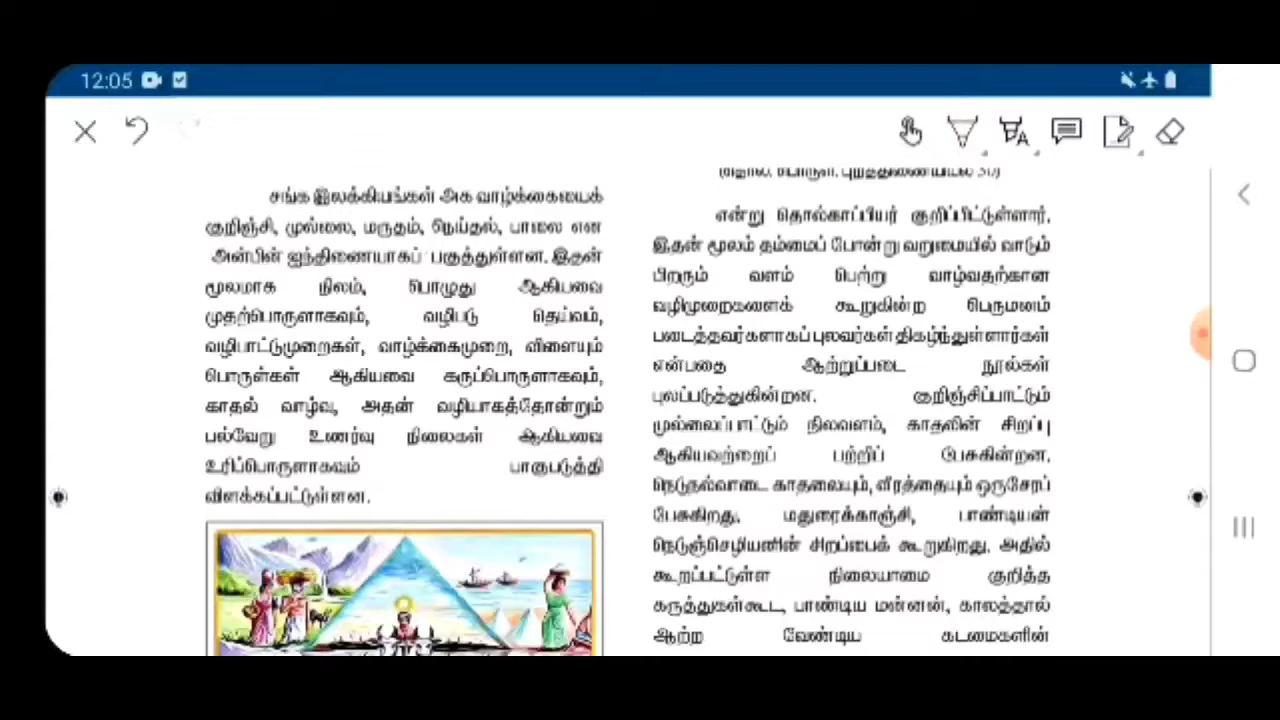 12:05
சங்க இலக்கியங்கள் அக வாழ்க்கையைக்
குறிஞ்சி, முல்லை, மருதம், நெய்தல், பாலை என
அன்பின் ஐந்திணையாகப் பகுத்துள்ளன. இதன்
மூலமாக நிலம், பொழுது ஆகியவை
முதற்பொருளாகவும், வழிபடு தெய்வம்,
வழிபாட்டுமுறைகள், வாழ்க்கைமுறை, விளையும்
பொருள்கள் ஆகியவை கருப்பொருளாகவும்,
காதல் வாழ்வு, அதன் வழியாகத்தோன்றும்
பல்வேறு உணர்வு நிலைகள் ஆகியவை
உரிப்பொருளாகவும் பாகுபடுத்தி
விளக்கப்பட்டுள்ளன.
என்று தொல்காப்பியர் குறிப்பிட்டுள்ளார்.
இதன் மூலம் தம்மைப் போன்று வறுமையில் வாடும்
பிறரும் வளம் பெற்று வாழ்வதற்கான
வழிமுறைகளைக் கூறுகின்ற பெருமனம்
படைத்தவர்களாகப் புலவர்கள் திகழ்ந்துள்ளார்கள்
என்பதை ஆற்றுப்படை நூல்கள்
புலப்படுத்துகின்றன. குறிஞ்சிப்பாட்டும்
முல்லைப்பாட்டும் நிலவளம், காதலின் சிறப்பு
ஆகியவற்றைப் பற்றிப் பேசுகின்றன.
நெடுநல்வாடை காதலையும், வீரத்தையும் ஒருசேரப்
பேசுகிறது. மதுரைக்காஞ்சி, பாண்டியன்
நெடுஞ்செழியனின் சிறப்பைக் கூறுகிறது. அதில்
கூறப்பட்டுள்ள நிலையாமை குறித்த
கருத்துகள்கூட, பாண்டிய மன்னன், காலத்தால்
ஆற்ற வேண்டிய கடமைகளின்